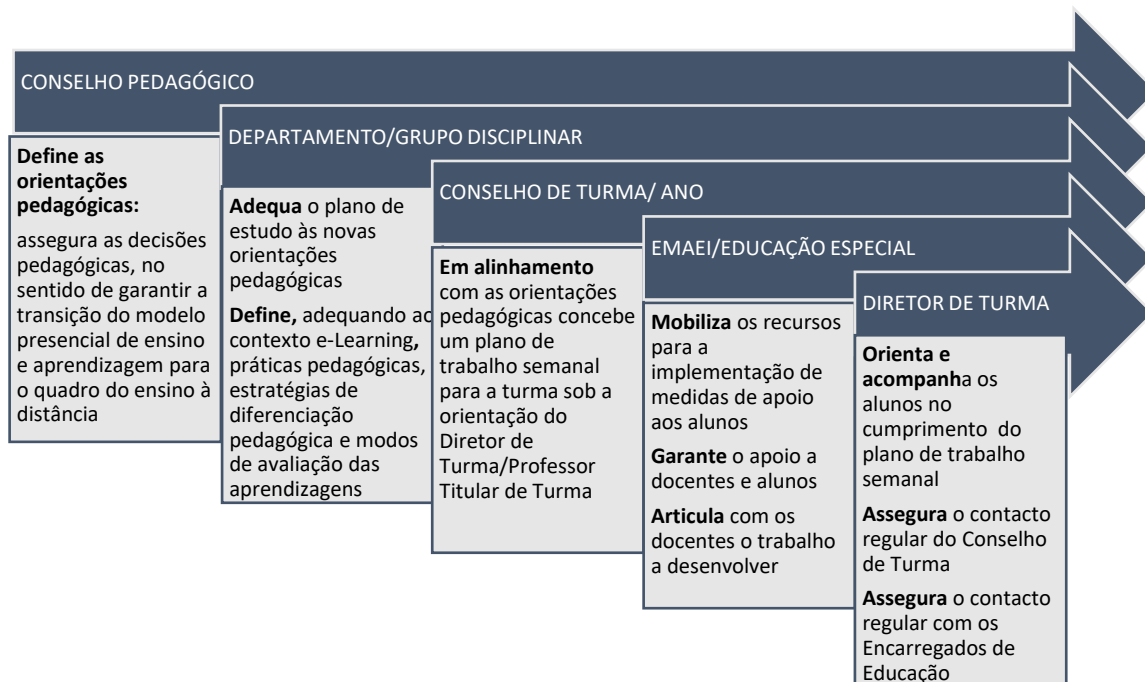 CONSELHO PEDAGÓGICO
Define as
orientações
pedagógicas:
assegura as decisões
pedagógicas, no
sentido de garantir a
transição do modelo
presencial de ensino
e aprendizagem para
o quadro do ensino à
distância
DEPARTAMENTO/GRUPO DISCIPLINAR
Adequa o plano de
estudo às novas
orientações
pedagógicas
Define, adequando ao
contexto e-Learning,
práticas pedagógicas,
estratégias de
diferenciação
pedagógica e modos
de avaliação das
aprendizagens
CONSELHO DE TURMA/ ANO
Em alinhamento
com as orientações
pedagógicas concebe
um plano de
trabalho semanal
para a turma sob a
orientação do
Diretor de
Turma/Professor
Titular de Turma
EMAEI/EDUCAÇÃO ESPECIAL
Mobiliza os recursos
para a
implementação de
medidas de apoio
aos alunos
Garante o apoio a
docentes e alunos
Articula com os
docentes o trabalho
a desenvolver
DIRETOR DE TURMA
Orienta e
acompanha os
alunos no
cumprimento do
plano de trabalho
semanal
Assegura o contacto
regular do Conselho
de Turma
Assegura o contacto
regular com os
Encarregados de
Educação